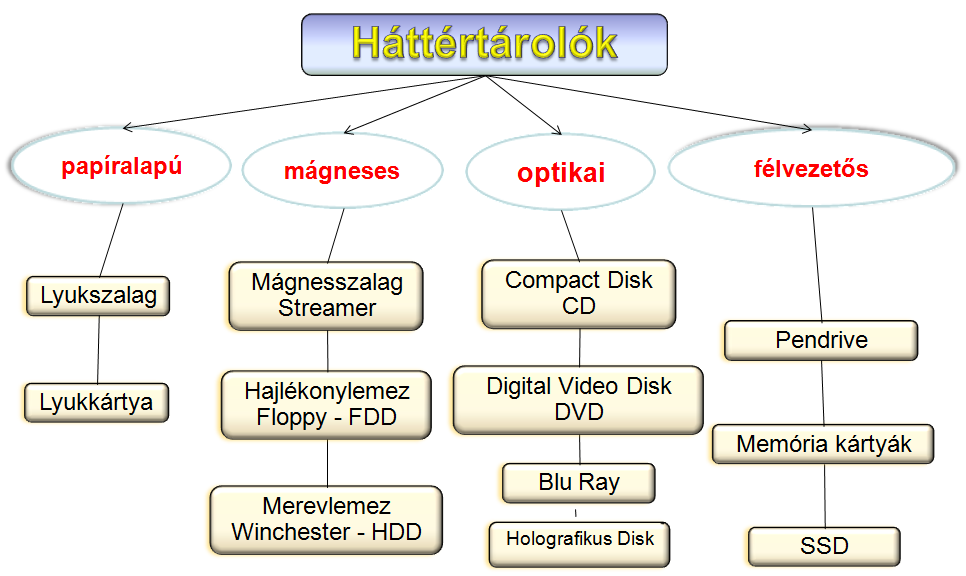 Háttértárolók
papíralapú
mágneses
optikai
félvezetős
Lyukszalag
Lyukkártya
Mágnesszalag
Streamer
Hajlékonylemez
Floppy - FDD
Merevlemez
Winchester - HDD
Compact Disk
CD
Digital Video Disk
DVD
Blu Ray
Holografikus Disk
Pendrive
Memória kártyák
SSD